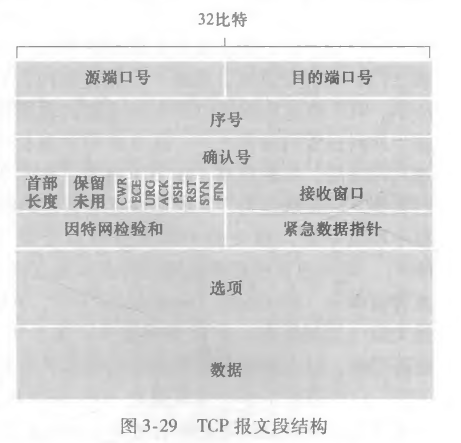 32比特
源端口号 目的端口号
序号
确认号
首部 保留 CWR ECE URG ACK PSH RST SYN FIN 接收窗口
长度 未用
因特网检验和 紧急数据指针
选项
数据
图 3-29 TCP 报文段结构